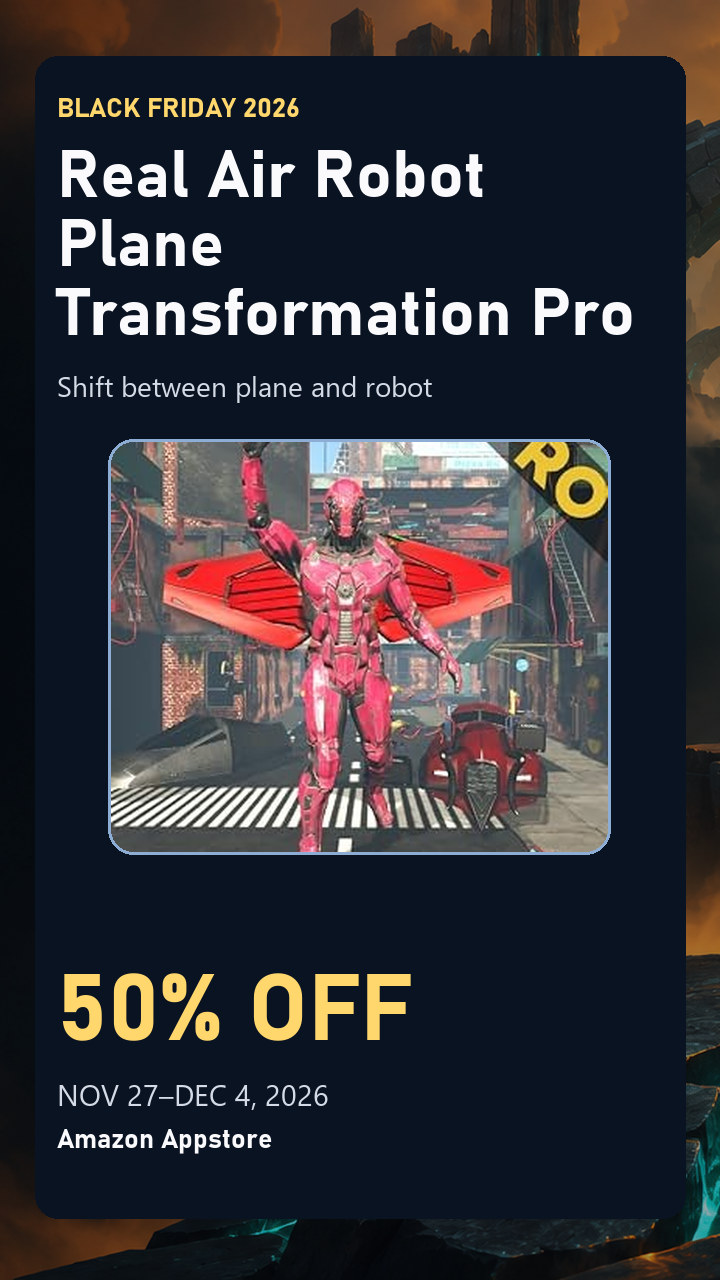 BLACK FRIDAY 2026
Real Air Robot
Plane
Transformation Pro
Shift between plane and robot
RO
50% OFF
NOV 27–DEC 4, 2026
Amazon Appstore